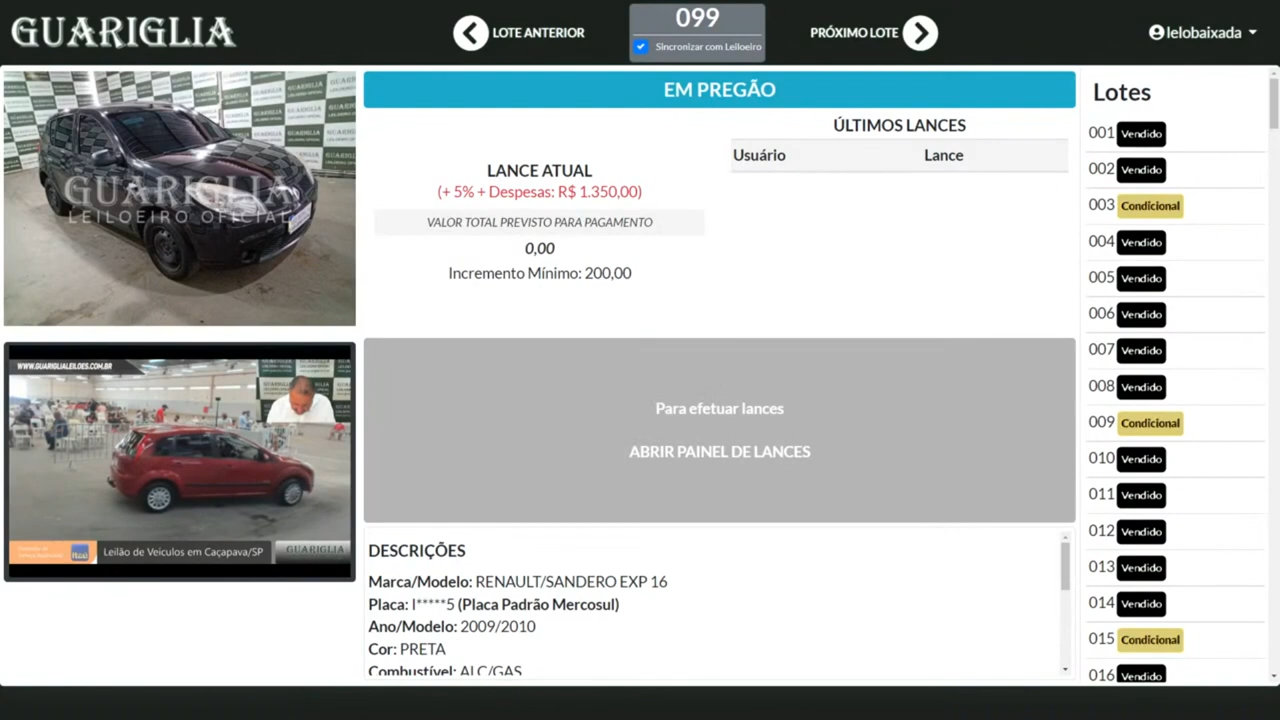 GUARIGLIA
LOTE ANTERIOR
099
Sincronizar com Leiloeiro
PRÓXIMO LOTE
lelobaixada
GUARIGLIA
LEILOEIRO OFICIAL
WWW.GUARIGLIALEILOES.COM.BR
Itaú
Leilão de Veículos em Caçapava/SP
GUARIGLIA
EM PREGÃO
LANCE ATUAL
(+ 5% + Despesas: R$ 1.350,00)
VALOR TOTAL PREVISTO PARA PAGAMENTO
0,00
Incremento Mínimo: 200,00
ÚLTIMOS LANCES
Usuário Lance
Para efetuar lances
ABRIR PAINEL DE LANCES
DESCRIÇÕES
Marca/Modelo: RENAULT/SANDERO EXP 16
Placa: I*****5 (Placa Padrão Mercosul)
Ano/Modelo: 2009/2010
Cor: PRETA
Combustível: ALC/GAS
Lotes
001 Vendido
002 Vendido
003 Condicional
004 Vendido
005 Vendido
006 Vendido
007 Vendido
008 Vendido
009 Condicional
010 Vendido
011 Vendido
012 Vendido
013 Vendido
014 Vendido
015 Condicional
016 Vendido